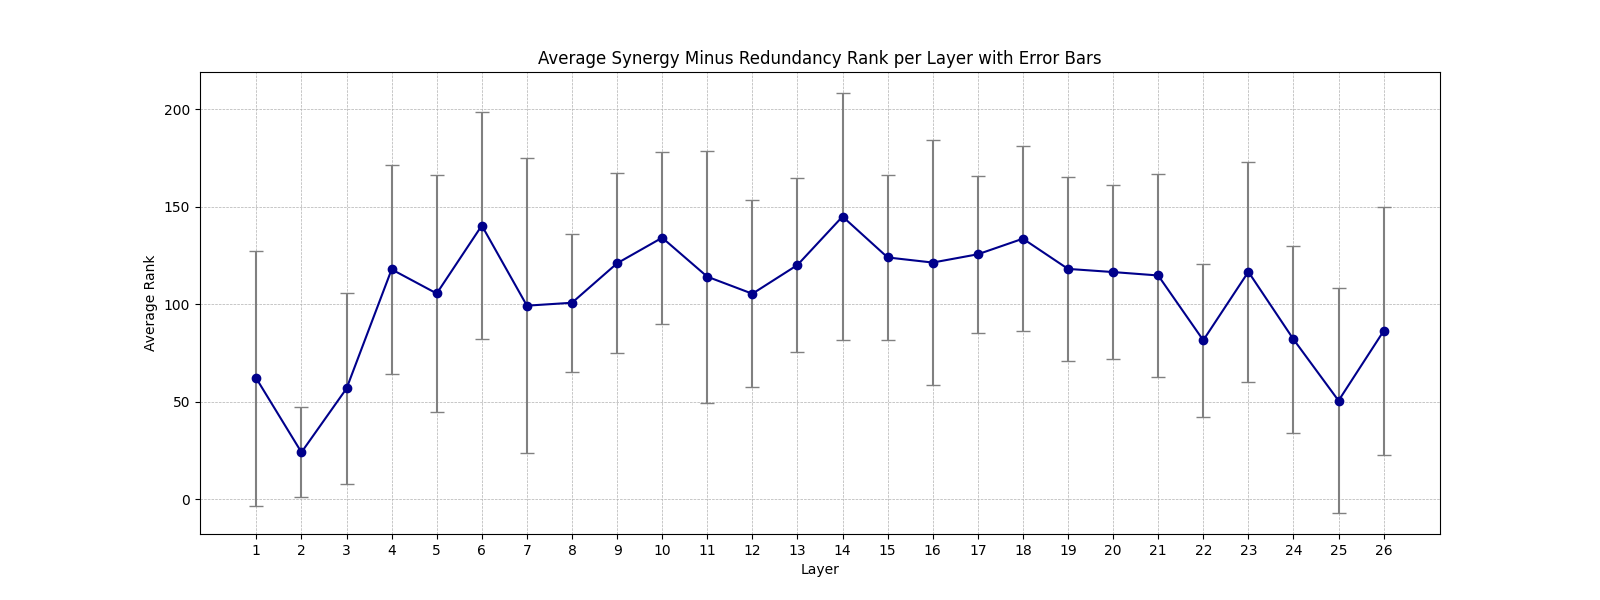 Average Synergy Minus Redundancy Rank per Layer with Error Bars
Average Rank
200
150
100
50
0
1 2 3 4 5 6 7 8 9 10 11 12 13 14 15 16 17 18 19 20 21 22 23 24 25 26
Layer